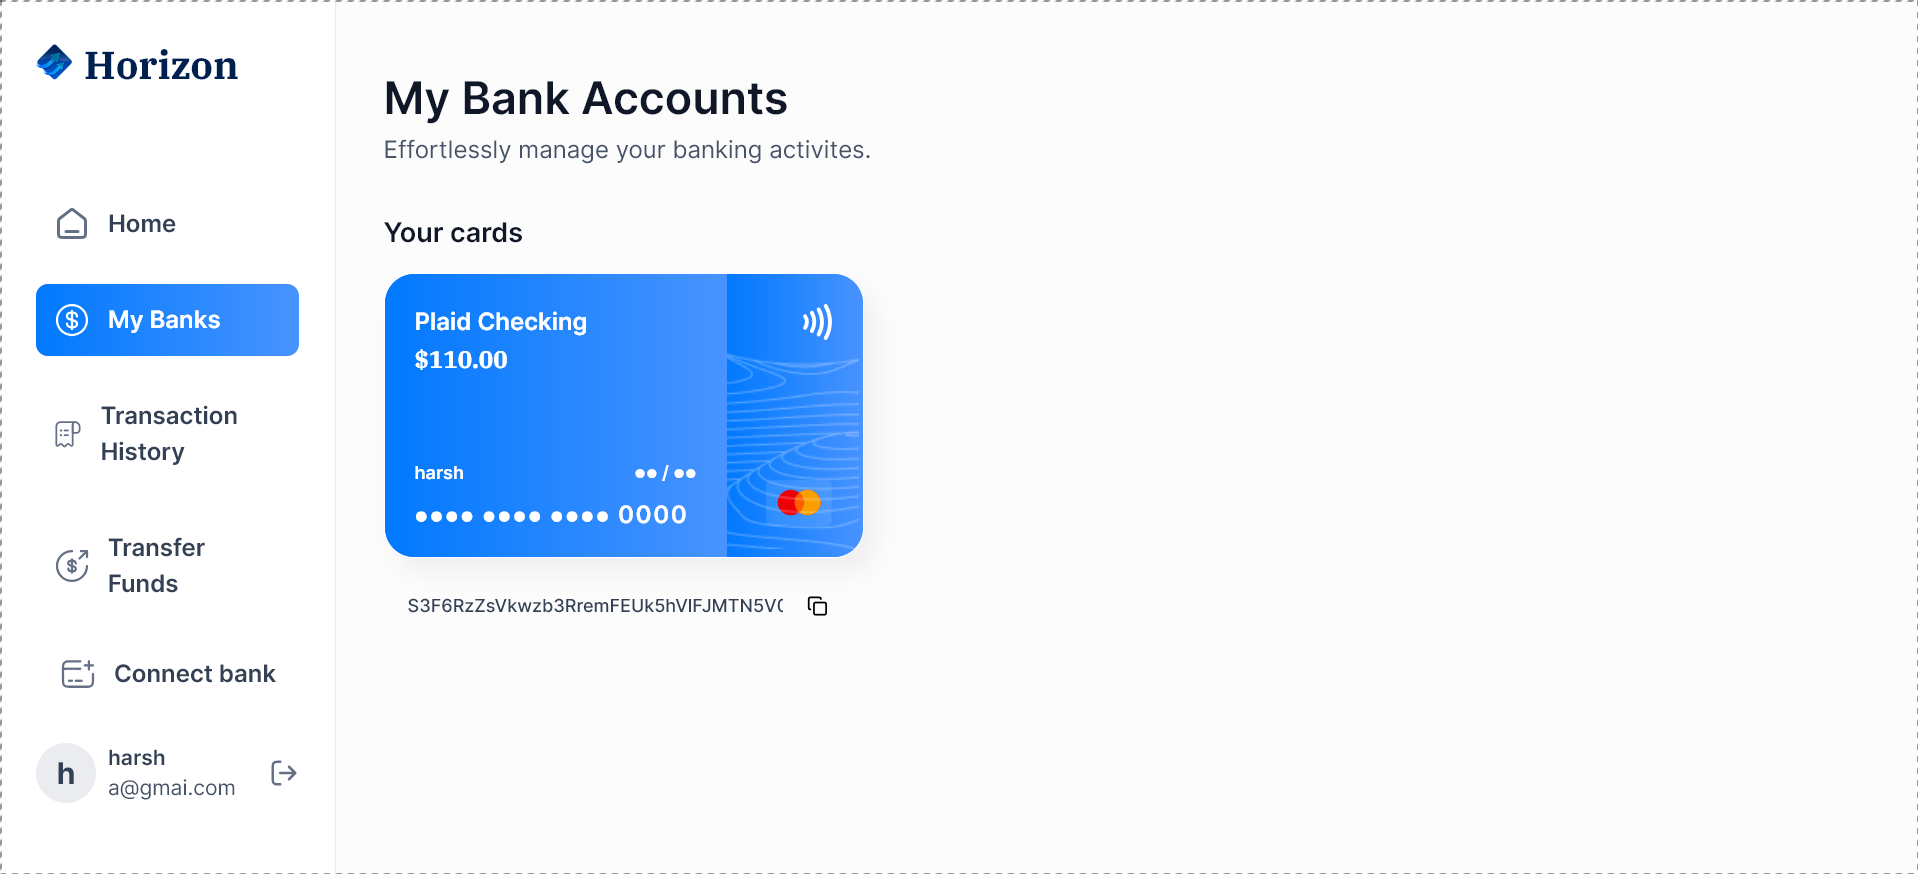 Horizon
Home
My Banks
Transaction
History
Transfer
Funds
Connect bank
h
harsh
a@gmai.com
My Bank Accounts
Effortlessly manage your banking activites.
Your cards
Plaid Checking
$110.00
harsh
●● / ●●
●●●● ●●●● ●●●● 0000